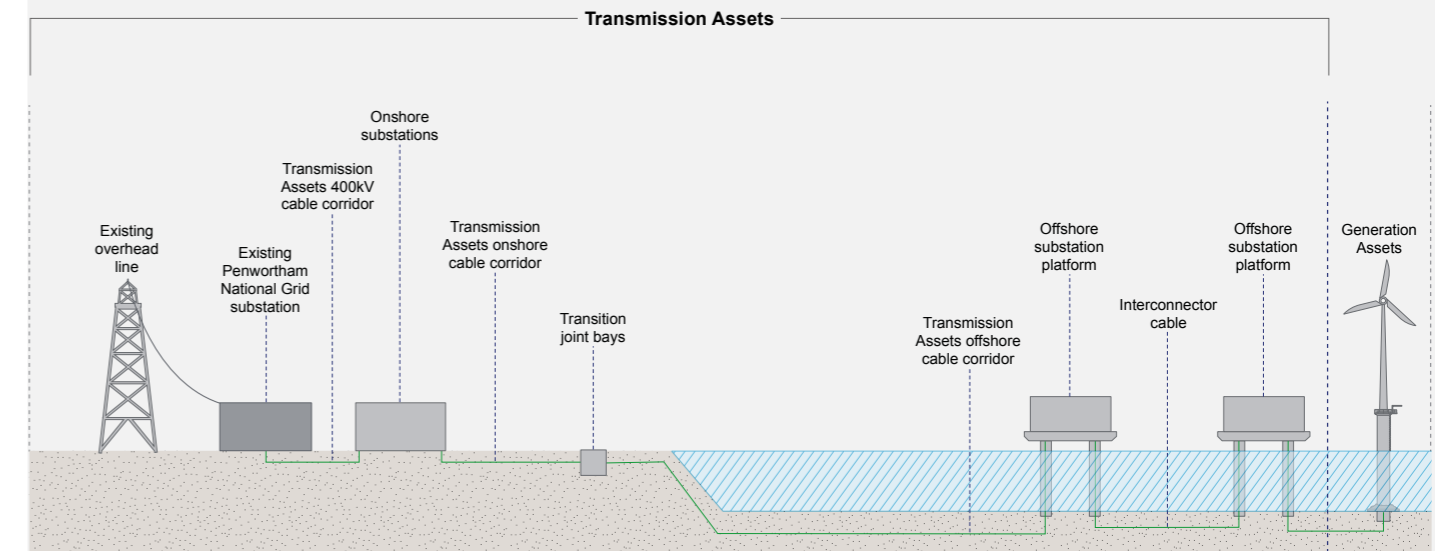 Transmission Assets
Onshore
substations
Transmission
Assets 400kV
cable corridor
Existing
overhead
line
Existing
Penwortham
National Grid
substation
Transmission
Assets onshore
cable corridor
Transition
joint bays
Transmission
Assets offshore
cable corridor
Offshore
substation
platform
Interconnector
cable
Offshore
substation
platform
Generation
Assets